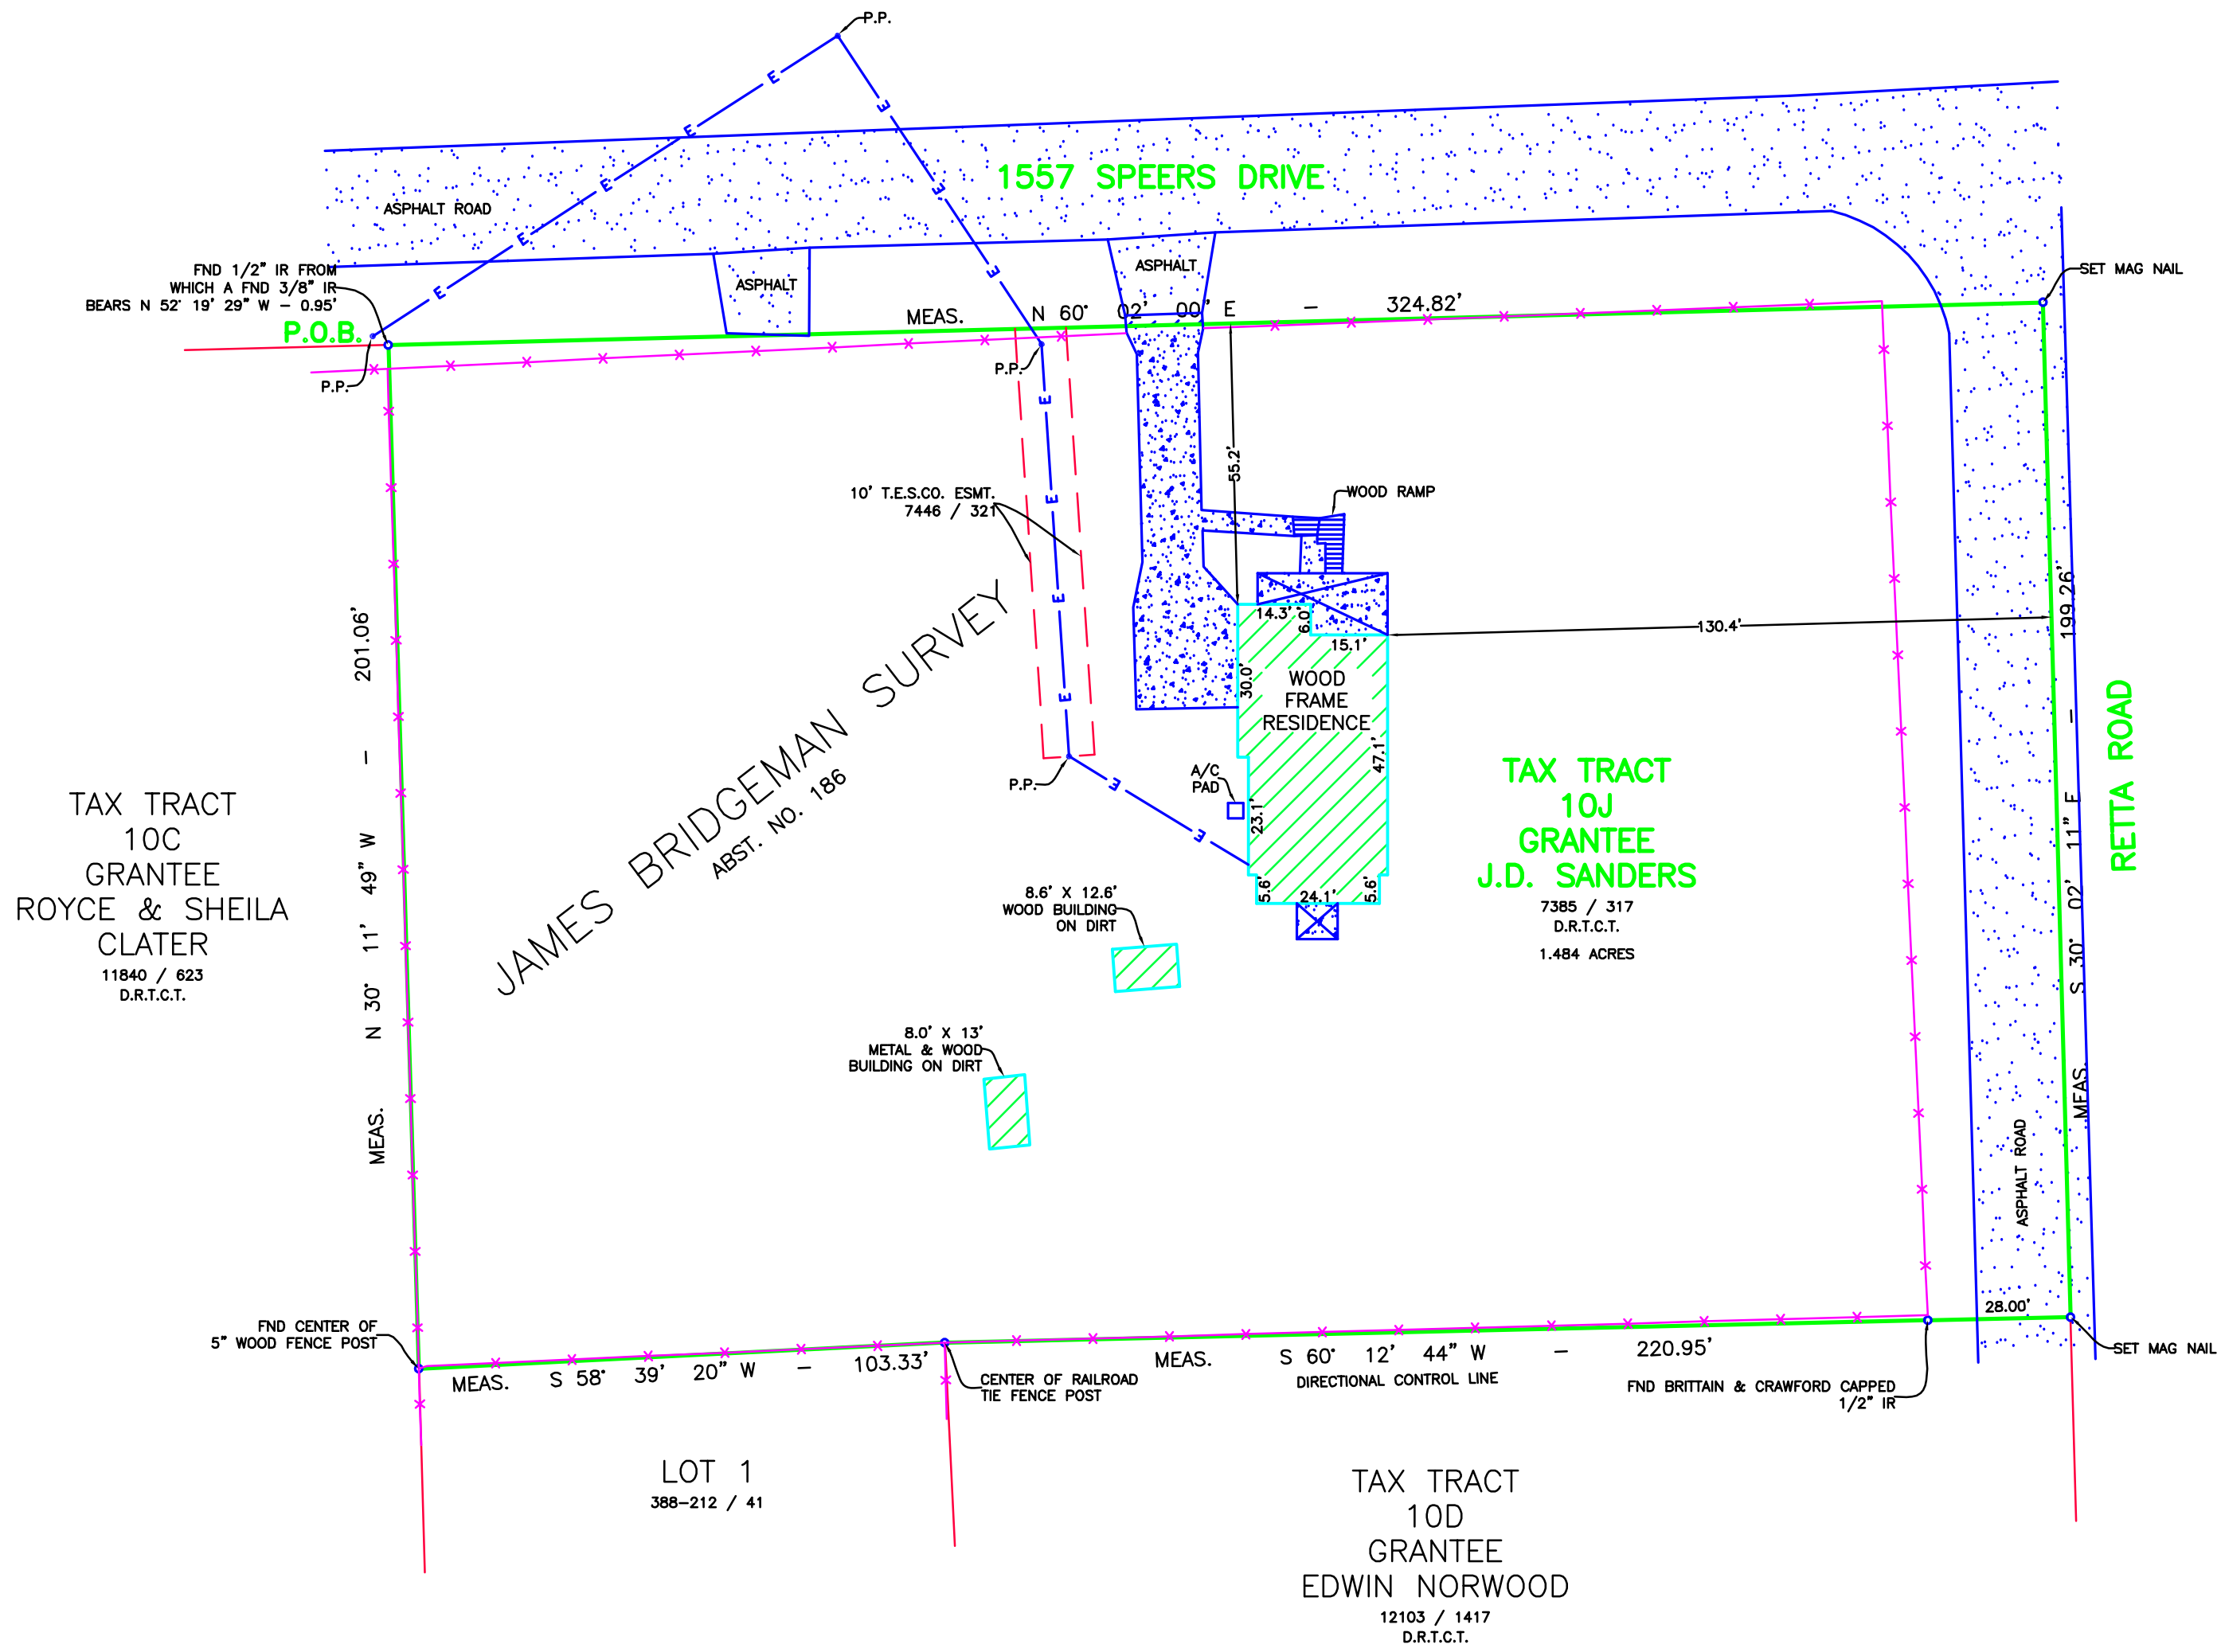 P.P.
1557 SPEERS DRIVE
ASPHALT ROAD
FND 1/2" IR FROM
WHICH A FND 3/8" IR
BEARS N 52° 19' 29" W - 0.95'
P.O.B.
P.P.
ASPHALT
ASPHALT
SET MAG NAIL
MEAS. N 60° 02' 00' E - 324.82'
P.P.
10' T.E.S.CO. ESMT.
7446 / 321
55.2'
WOOD RAMP
14.3'
6.0'
15.1'
130.4'
30.0'
WOOD
FRAME
RESIDENCE
47.1'
23.1'
A/C
PAD
P.P.
5.6'
24.1'
5.6'
E E E E E
E E E
E E E E
E E
MEAS. N 30° 11' 49" W - 201.06'
JAMES BRIDGEMAN SURVEY
ABST. NO. 186
TAX TRACT
10C
GRANTEE
ROYCE & SHEILA
CLATER
11840 / 623
D.R.T.C.T.
TAX TRACT
10J
GRANTEE
J.D. SANDERS
7385 / 317
D.R.T.C.T.
1.484 ACRES
RETTA ROAD
MEAS. S 30° 02' 11" E - 199.26'
ASPHALT ROAD
8.6' X 12.6'
WOOD BUILDING
ON DIRT
8.0' X 13'
METAL & WOOD
BUILDING ON DIRT
28.00'
SET MAG NAIL
FND CENTER OF
5" WOOD FENCE POST
MEAS. S 58° 39' 20" W - 103.33'
CENTER OF RAILROAD
TIE FENCE POST
MEAS. S 60° 12' 44" W - 220.95'
DIRECTIONAL CONTROL LINE
FND BRITTAIN & CRAWFORD CAPPED
1/2" IR
LOT 1
388-212 / 41
TAX TRACT
10D
GRANTEE
EDWIN NORWOOD
12103 / 1417
D.R.T.C.T.